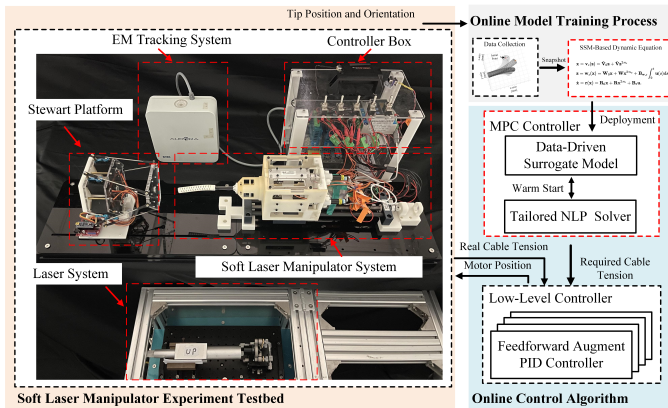 Tip Position and Orientation
EM Tracking System
Controller Box
Stewart Platform
Laser System
Soft Laser Manipulator System
UP
Soft Laser Manipulator Experiment Testbed
Online Model Training Process
Data Collection
Snapshot
SSM-Based Dynamic Equation
Deployment
MPC Controller
Data-Driven
Surrogate Model
Warm Start
Tailored NLP Solver
Real Cable Tension
Motor Position
Required Cable
Tension
Low-Level Controller
Feedforward Augment
PID Controller
Online Control Algorithm